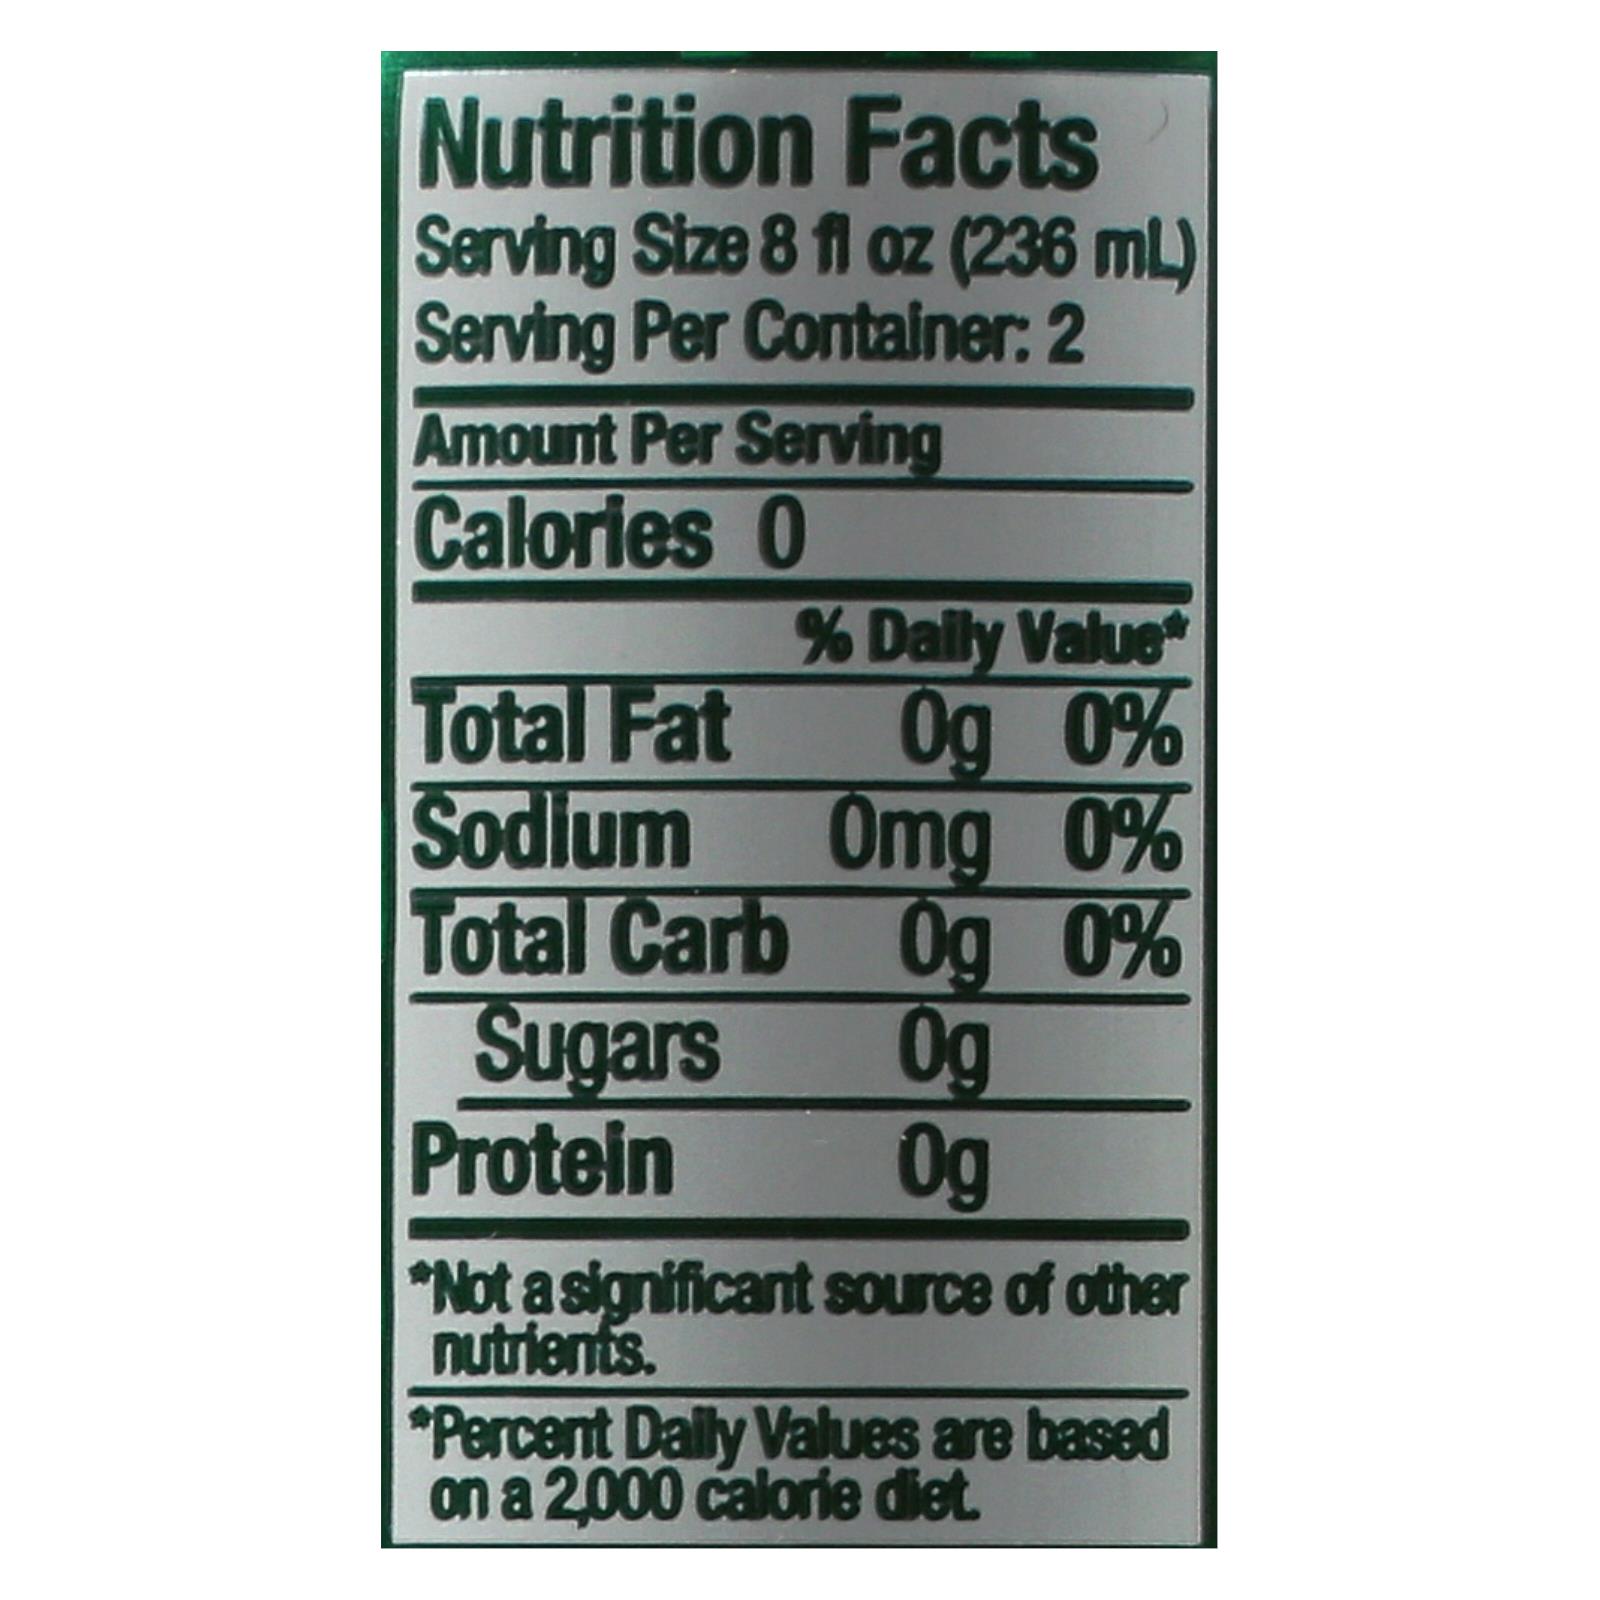 Nutrition Facts
Serving Size 8 fl oz (236 mL)
Serving Per Container: 2
Amount Per Serving
Calories 0
% Daily Value*
Total Fat 0g 0%
Sodium 0mg 0%
Total Carb 0g 0%
Sugars 0g
Protein 0g
*Not a significant source of other
nutrients.
*Percent Daily Values are based
on a 2,000 calorie diet.